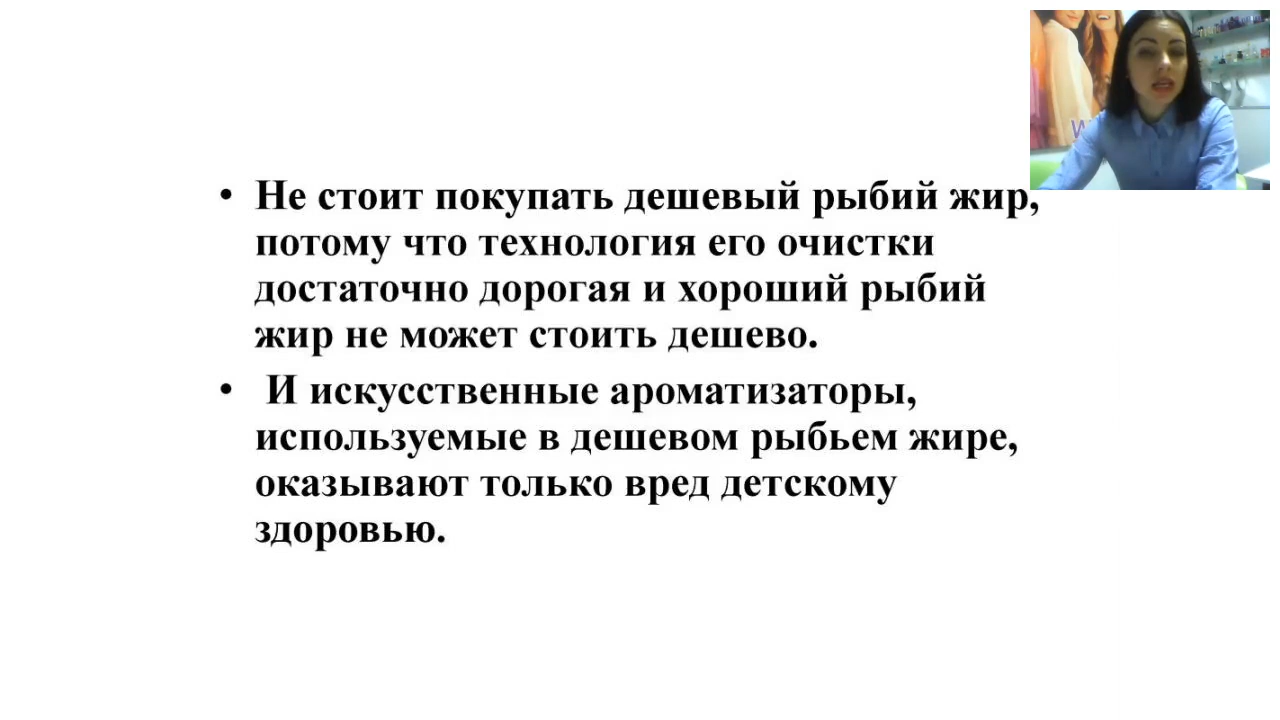 • Не стоит покупать дешевый рыбий жир,
потому что технология его очистки
достаточно дорогая и хороший рыбий
жир не может стоить дешево.
• И искусственные ароматизаторы,
используемые в дешевом рыбьем жире,
оказывают только вред детскому
здоровью.